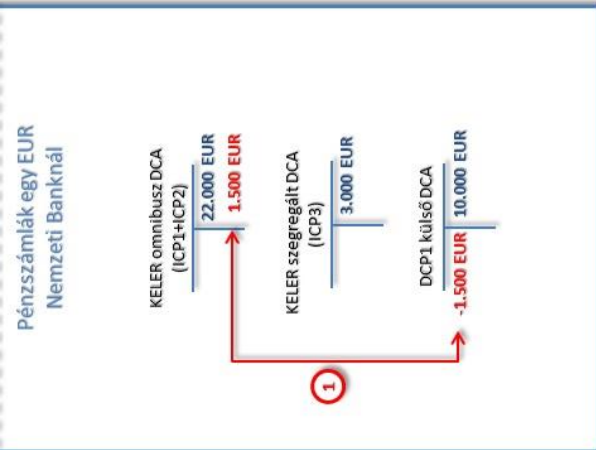 Pénzszámlák egy EUR
Nemzeti Banknál
KELER omnibusz DCA
(ICP1+ICP2)
22.000 EUR
1.500 EUR
KELER szegregált DCA
(ICP3)
3.000 EUR
DCP1 külső DCA
-1.500 EUR 10.000 EUR
1